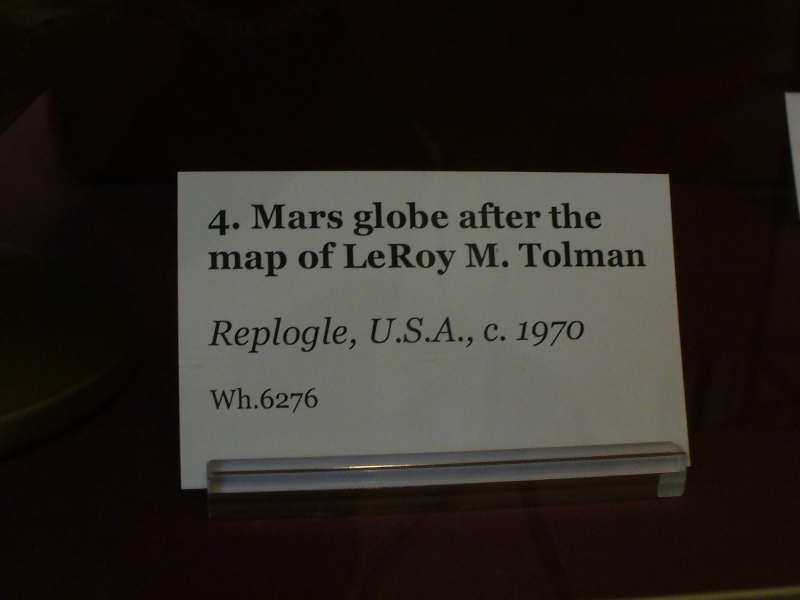 4. Mars globe after the
map of LeRoy M. Tolman
Replogle, U.S.A., c. 1970
Wh.6276